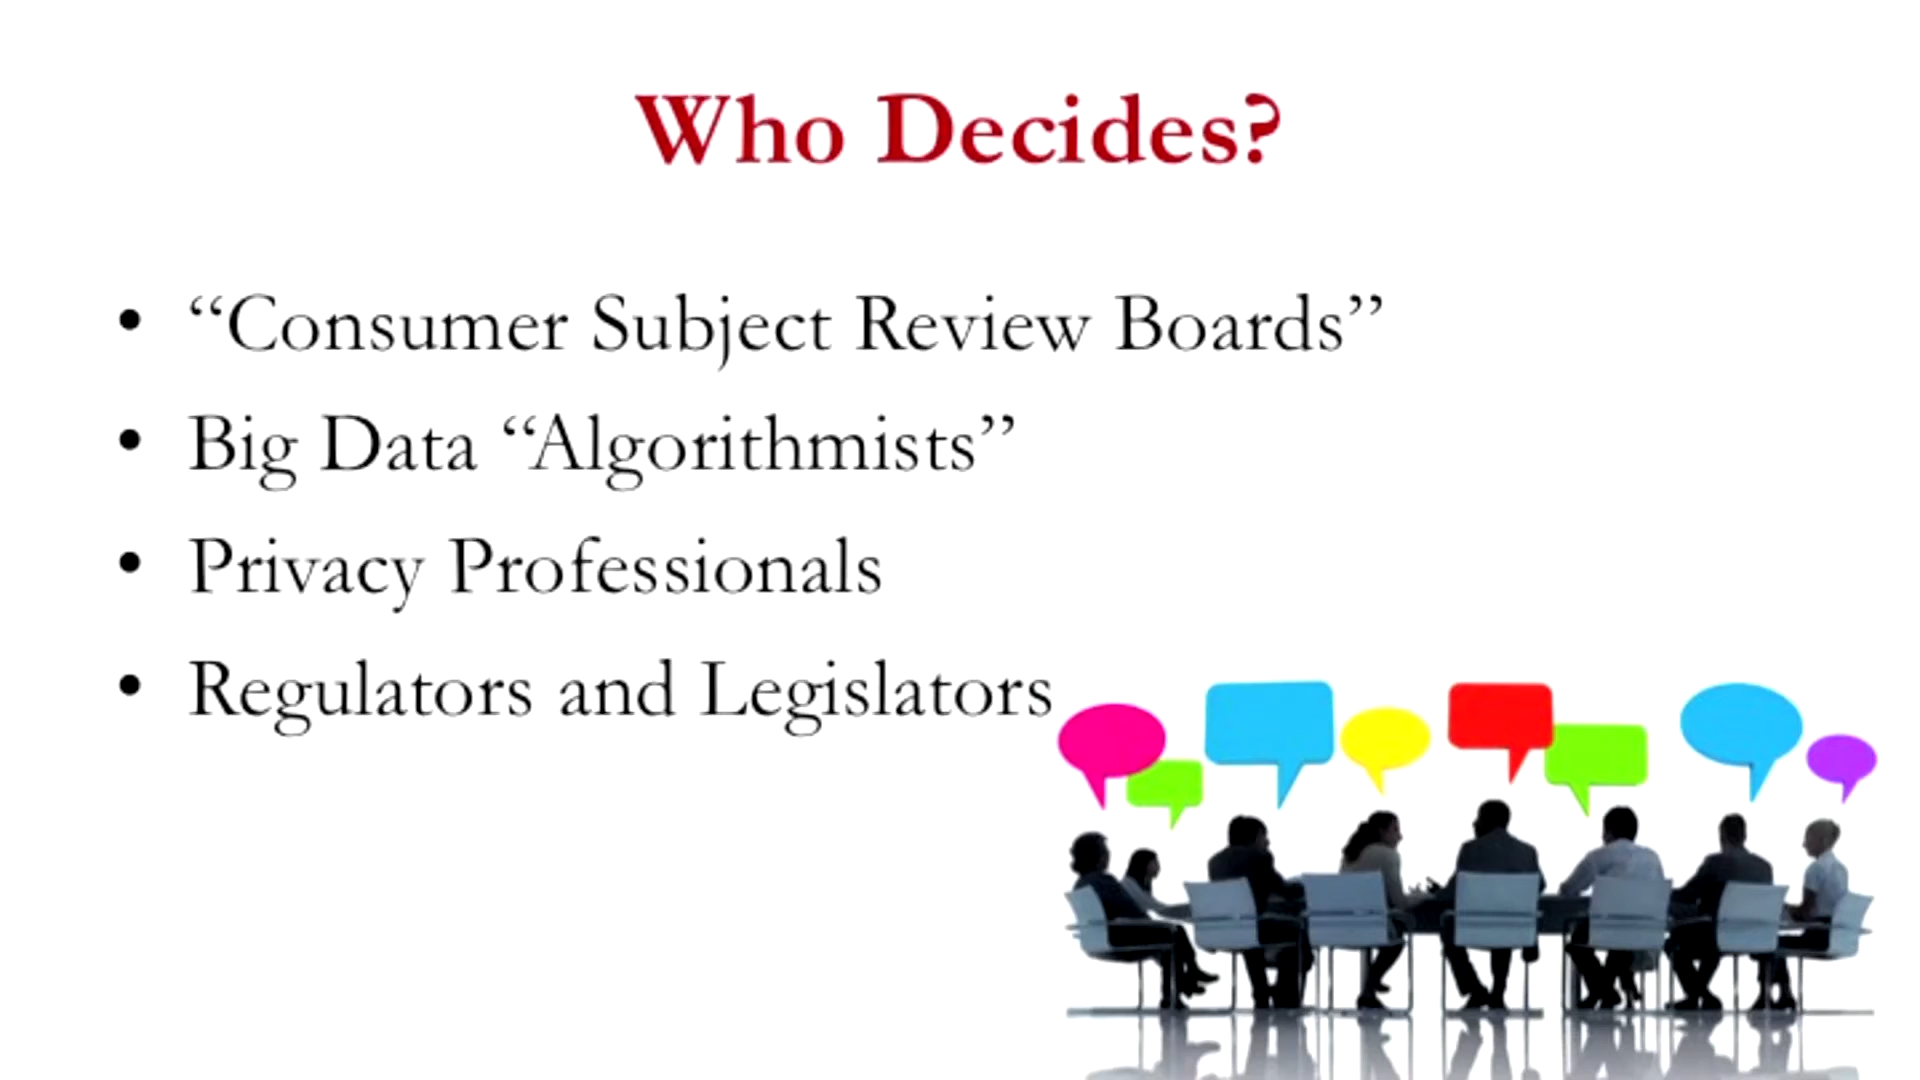 Who Decides?
• “Consumer Subject Review Boards”
• Big Data “Algorithmists”
• Privacy Professionals
• Regulators and Legislators